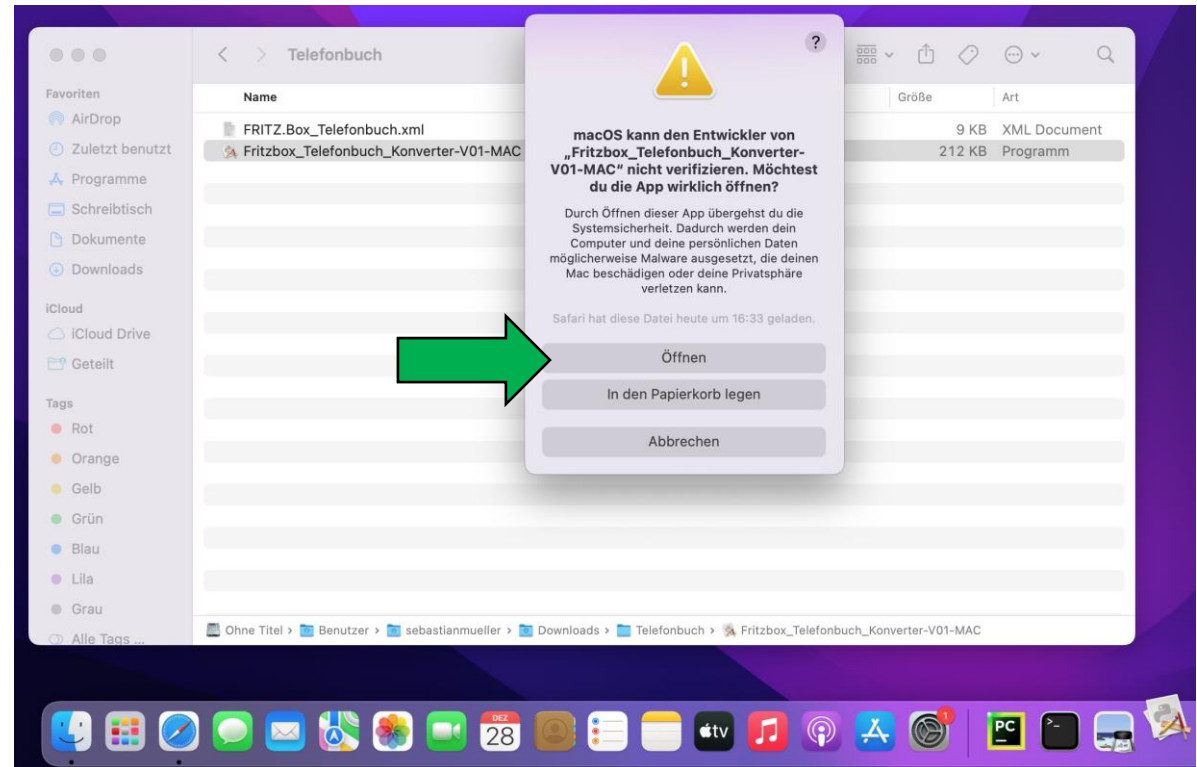 Telefonbuch
?
Favoriten
AirDrop
Zuletzt benutzt
Programme
Schreibtisch
Dokumente
Downloads
iCloud
iCloud Drive
Geteilt
Tags
Rot
Orange
Gelb
Grün
Blau
Lila
Grau
Alle Tags ...
Name
Größe
Art
FRITZ.Box_Telefonbuch.xml
9 KB
XML Document
Fritzbox_Telefonbuch_Konverter-V01-MAC
212 KB
Programm
macOS kann den Entwickler von
„Fritzbox_Telefonbuch_Konverter-
V01-MAC“ nicht verifizieren. Möchtest
du die App wirklich öffnen?
Durch Öffnen dieser App übergehst du die
Systemsicherheit. Dadurch werden dein
Computer und deine persönlichen Daten
möglicherweise Malware ausgesetzt, die deinen
Mac beschädigen oder deine Privatsphäre
verletzen kann.
Safari hat diese Datei heute um 16:33 geladen.
Öffnen
In den Papierkorb legen
Abbrechen
Ohne Titel › Benutzer › sebastianmueller › Downloads › Telefonbuch › Fritzbox_Telefonbuch_Konverter-V01-MAC
DEZ
28
tv
PC